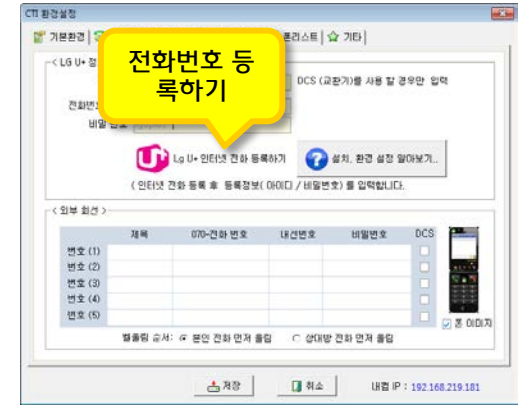 CTI 환경설정
기본환경
폰리스트
기타
< LG U+
전화번호 등
록하기
DCS (교환기)를 사용 할 경우만 입력
비밀
Lg U+ 인터넷 전화 등록하기
설치, 환경 설정 알아보기..
( 인터넷 전화 등록 후 등록정보( 아이디 / 비밀번호) 를 입력합니다.
< 외부 회선 >
제목 070-전화 번호 내선번호 비밀번호 DCS
번호 (1)
번호 (2)
번호 (3)
번호 (4)
번호 (5)
폰 이미지
벨울림 순서: 본인 전화 먼저 울림 상대방 전화 먼저 울림
저장 취소 내컴 IP : 192.168.219.181